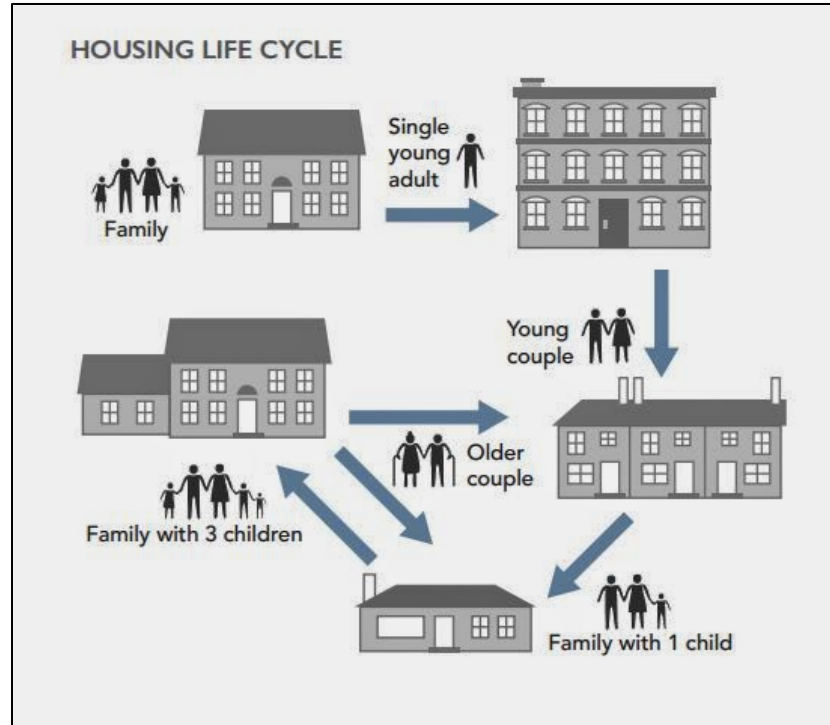 HOUSING LIFE CYCLE
Single
young
adult
Family
Young
couple
Older
couple
Family with 3 children
Family with 1 child